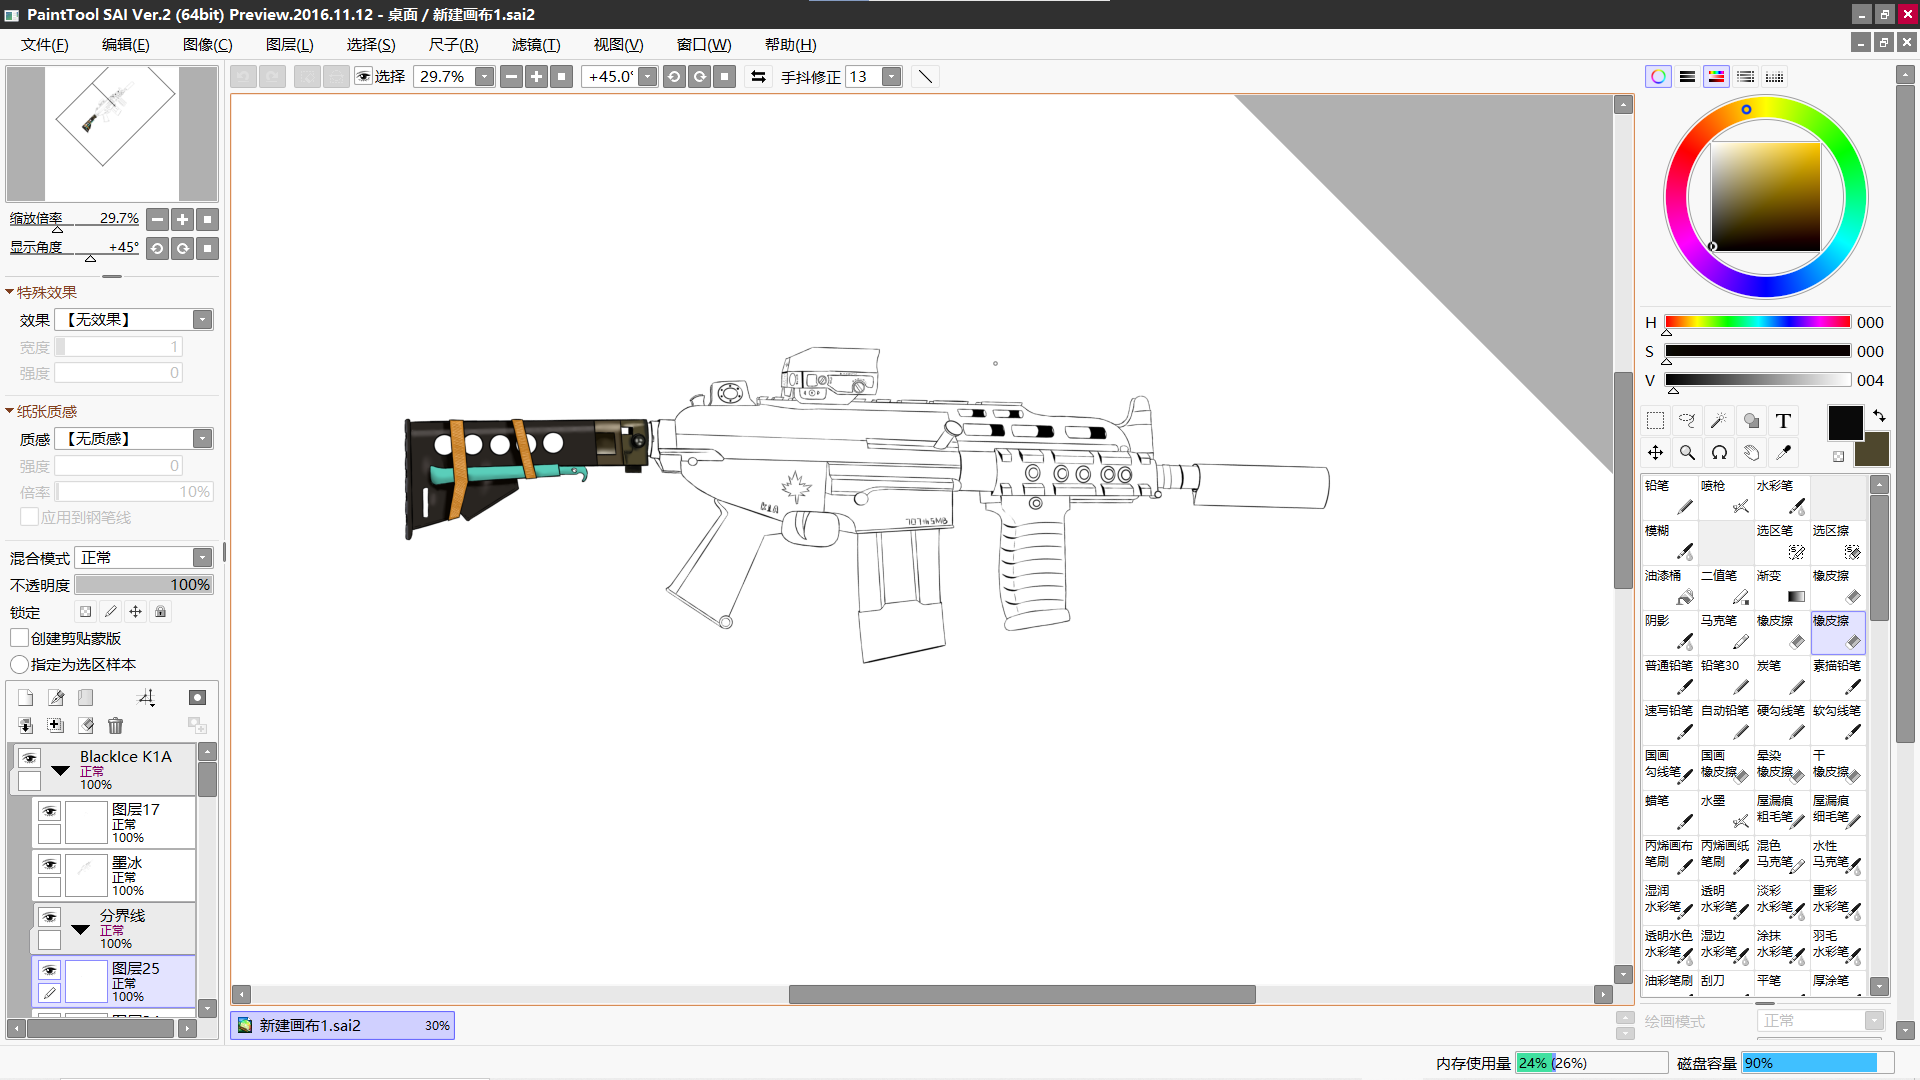 PaintTool SAI Ver.2 (64bit) Preview.2016.11.12 - 桌面 / 新建画布1.sai2
文件(F) 编辑(E) 图像(C) 图层(L) 选择(S) 尺子(R) 滤镜(T) 视图(V) 窗口(W) 帮助(H)
选择 29.7% +45.0° 手抖修正 13
缩放倍率 29.7%
显示角度 +45°
特殊效果
效果 【无效果】
宽度 1
强度 0
纸张质感
质感 【无质感】
强度 0
倍率 10%
应用到钢笔线
混合模式 正常
不透明度 100%
锁定
创建剪贴蒙版
指定为选区样本
BlackIce K1A
正常
100%
图层17
正常
100%
墨冰
正常
100%
分界线
正常
100%
图层25
正常
100%
新建画布1.sai2 30%
H 000
S 000
V 004
T
铅笔 喷枪 水彩笔
模糊 选区笔 选区擦
油漆桶 二值笔 渐变 橡皮擦
阴影 马克笔 橡皮擦 橡皮擦
普通铅笔 铅笔30 炭笔 素描铅笔
速写铅笔 自动铅笔 硬勾线笔 软勾线笔
国画 国画 晕染 干
勾线笔 橡皮擦 橡皮擦 橡皮擦
蜡笔 水墨 屋漏痕 屋漏痕
粗毛笔 细毛笔
丙烯画布 丙烯画纸 混色 水性
笔刷 笔刷 马克笔 马克笔
湿润 透明 淡彩 重彩
水彩笔 水彩笔 水彩笔 水彩笔
透明水色 湿边 涂抹 羽毛
水彩笔 水彩笔 水彩笔 水彩笔
油彩笔刷 刮刀 平笔 厚涂笔
绘画模式 正常
内存使用量 24% (26%) 磁盘容量 90%